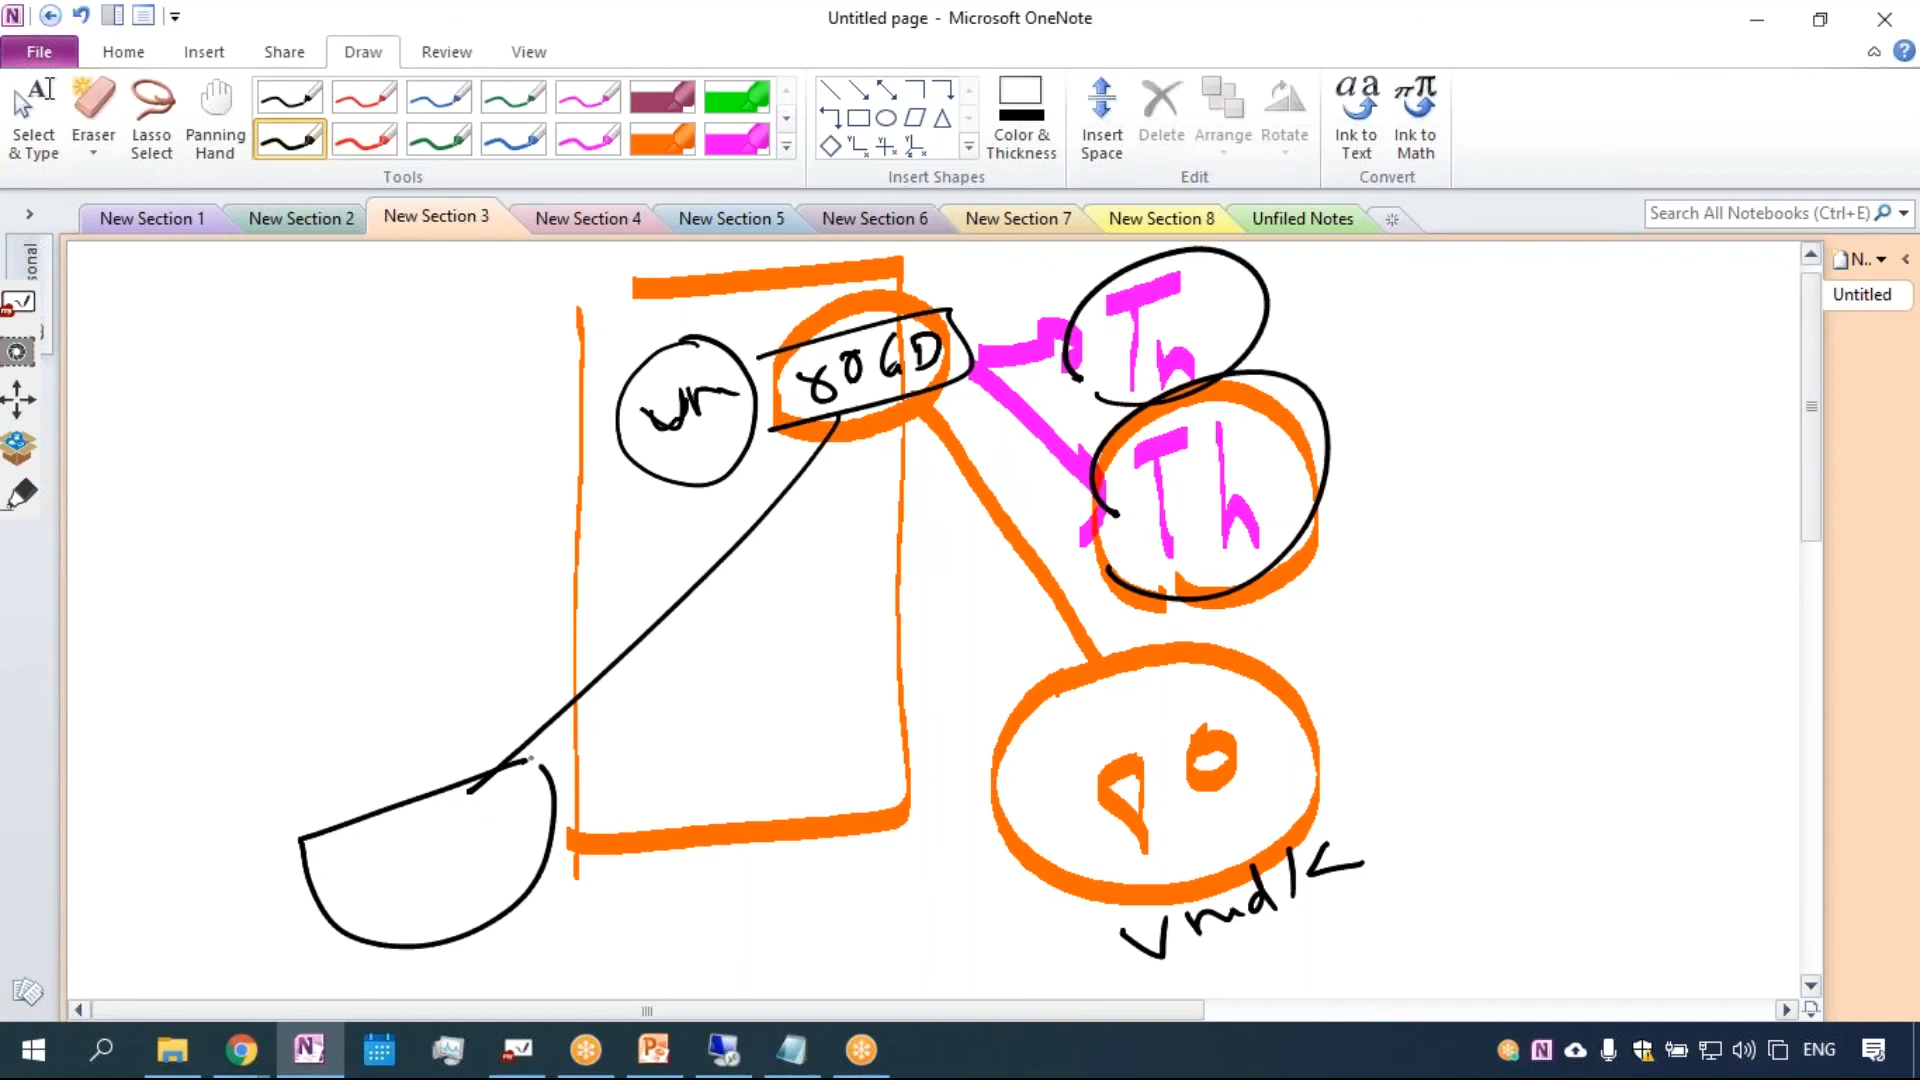 Untitled page - Microsoft OneNote
File Home Insert Share Draw Review View
Select & Type
Eraser
Lasso Select
Panning Hand
Color & Thickness
Insert Space
Delete
Arrange
Rotate
Ink to Text
Ink to Math
Tools
Insert Shapes
Edit
Convert
New Section 1 New Section 2 New Section 3 New Section 4 New Section 5 New Section 6 New Section 7 New Section 8 Unfiled Notes
Search All Notebooks (Ctrl+E)
N..
Untitled
sonal
Th
80GD
Th
vmdk
ENG